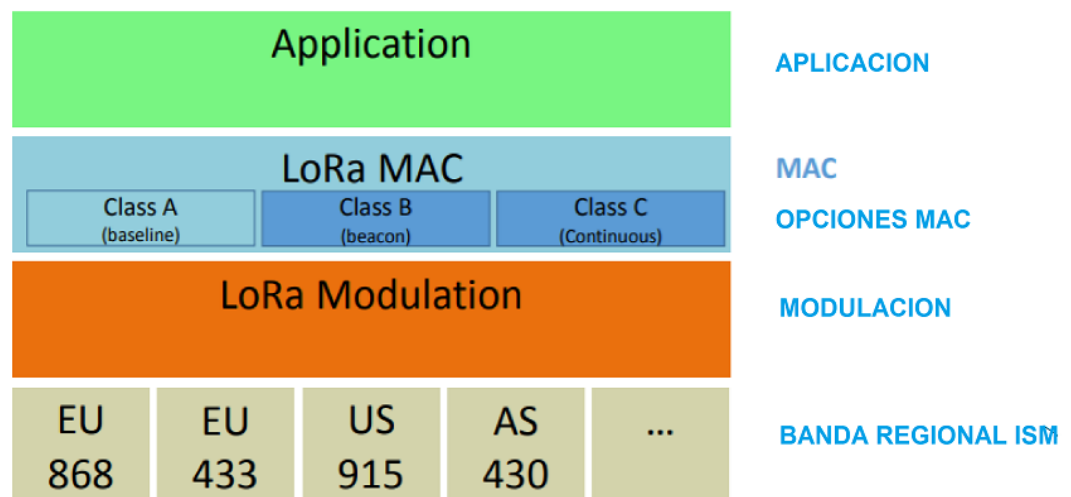 Application
APLICACION
LoRa MAC
MAC
Class A
(baseline)
Class B
(beacon)
Class C
(Continuous)
OPCIONES MAC
LoRa Modulation
MODULACION
EU
868
EU
433
US
915
AS
430
...
BANDA REGIONAL ISM